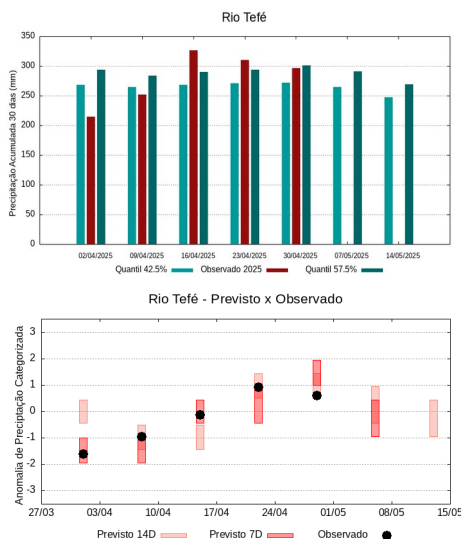 Rio Tefé
Precipitação Acumulada 30 dias (mm)
350
300
250
200
150
100
50
0
02/04/2025 09/04/2025 16/04/2025 23/04/2025 30/04/2025 07/05/2025 14/05/2025
Quantil 42.5% Observado 2025 Quantil 57.5%
Rio Tefé - Previsto x Observado
Anomalia de Preciptação Categorizada
3
2
1
0
-1
-2
-3
27/03 03/04 10/04 17/04 24/04 01/05 08/05 15/05
Previsto 14D Previsto 7D Observado